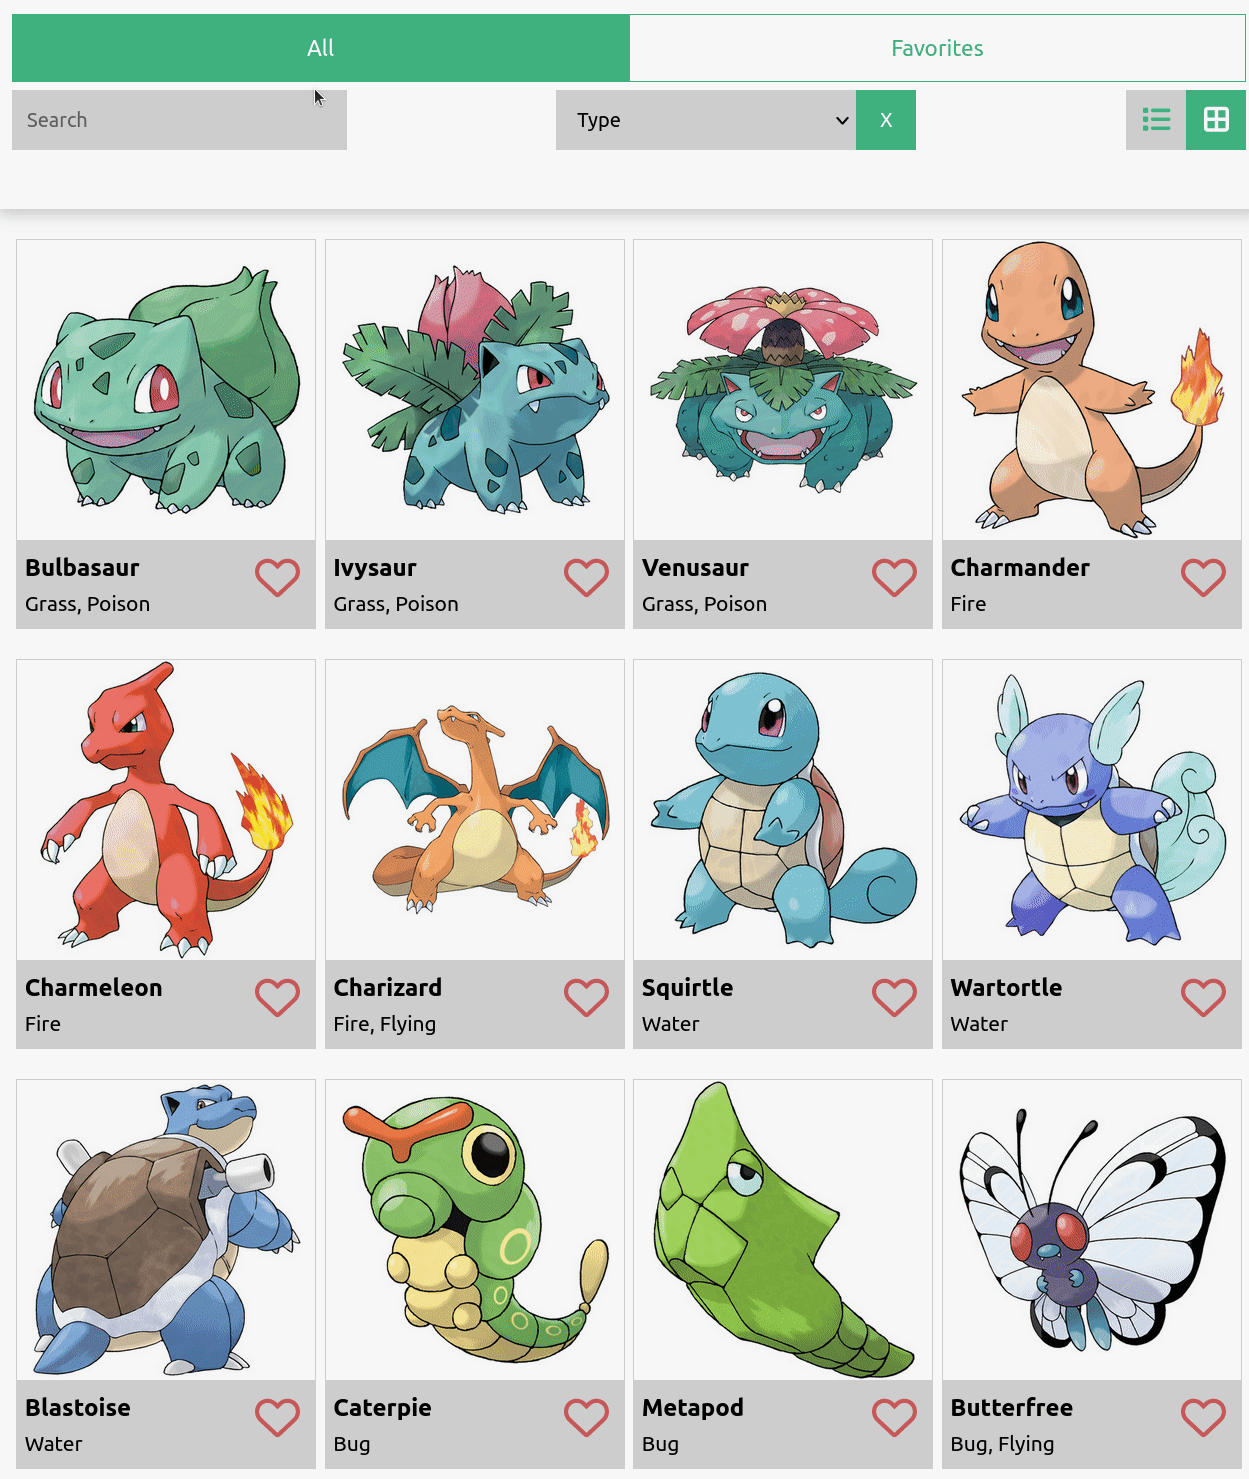 All
Favorites
Search
Type
X
Bulbasaur
Grass, Poison
Ivysaur
Grass, Poison
Venusaur
Grass, Poison
Charmander
Fire
Charmeleon
Fire
Charizard
Fire, Flying
Squirtle
Water
Wartortle
Water
Blastoise
Water
Caterpie
Bug
Metapod
Bug
Butterfree
Bug, Flying